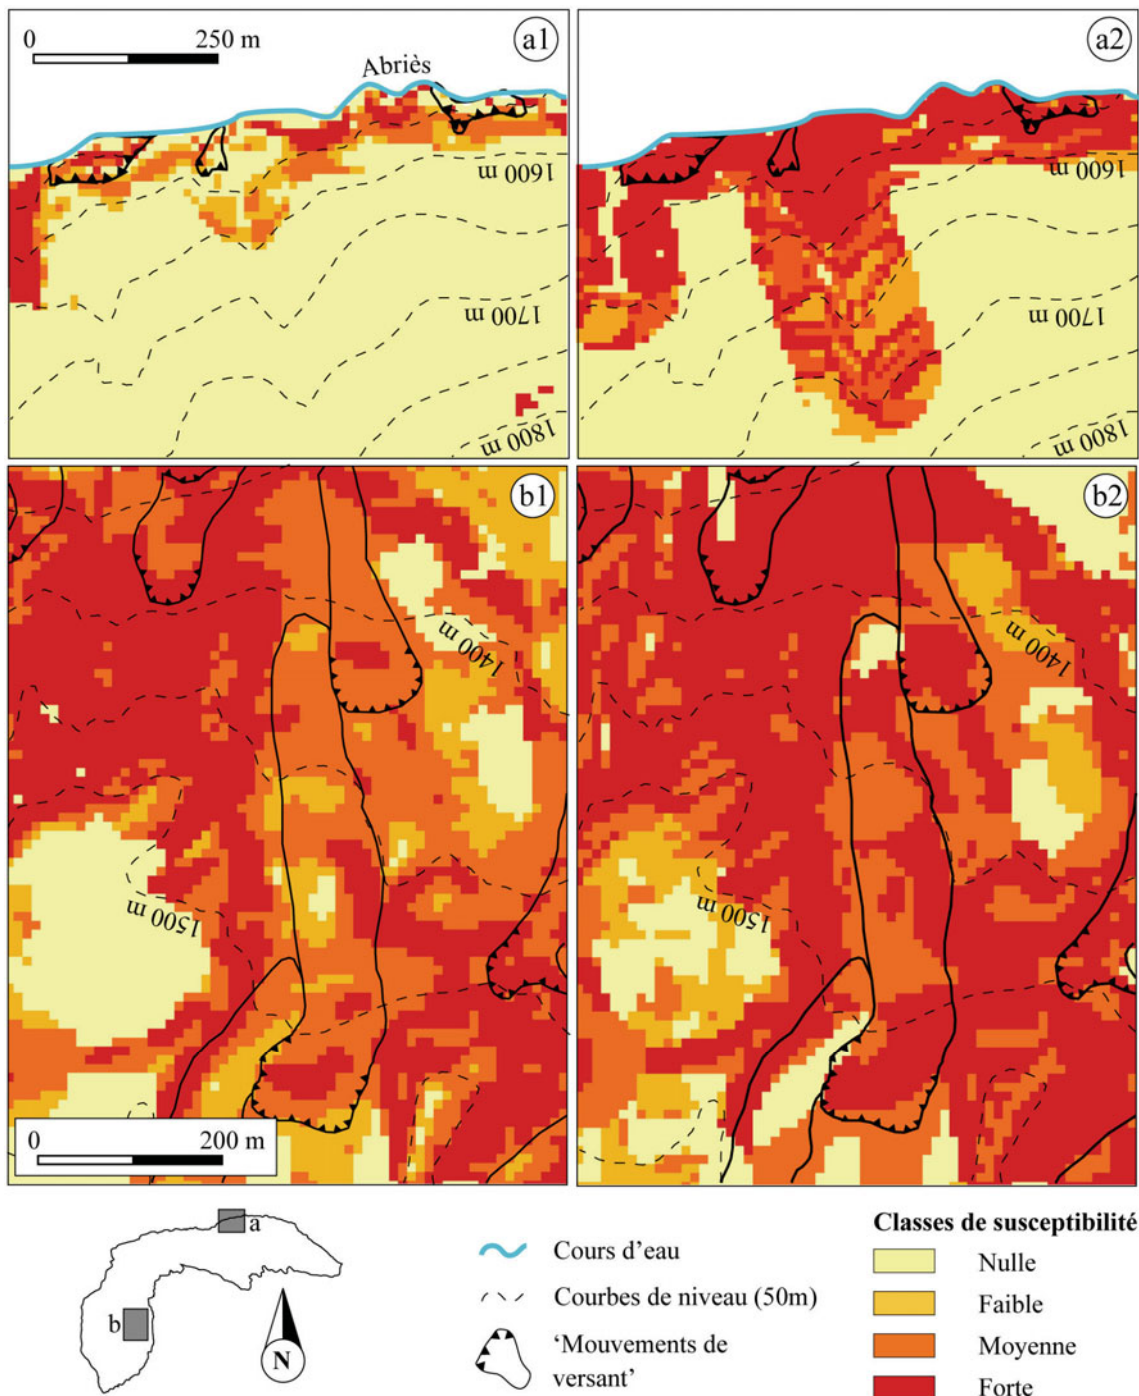 0 250 m
a1
Abriès
1600 m
1700 m
1800 m
a2
1600 m
1700 m
1800 m
b1
1400 m
1500 m
0 200 m
b2
1400 m
1500 m
a
b
N
Cours d’eau
Courbes de niveau (50m)
‘Mouvements de
versant’
Classes de susceptibilité
Nulle
Faible
Moyenne
Forte